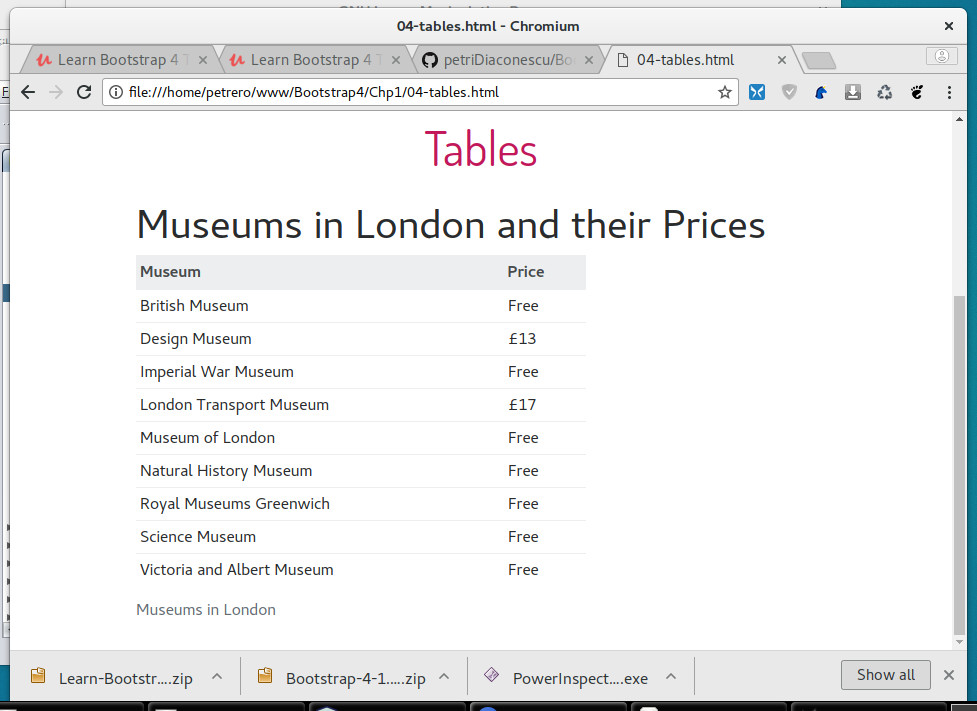 04-tables.html - Chromium
Learn Bootstrap 4 T
Learn Bootstrap 4 T
petriDiaconescu/Bo
04-tables.html
file:///home/petrero/www/Bootstrap4/Chp1/04-tables.html
Tables
Museums in London and their Prices
Museum Price
British Museum Free
Design Museum £13
Imperial War Museum Free
London Transport Museum £17
Museum of London Free
Natural History Museum Free
Royal Museums Greenwich Free
Science Museum Free
Victoria and Albert Museum Free
Museums in London
Learn-Bootstr....zip Bootstrap-4-1.....zip PowerInspect....exe Show all